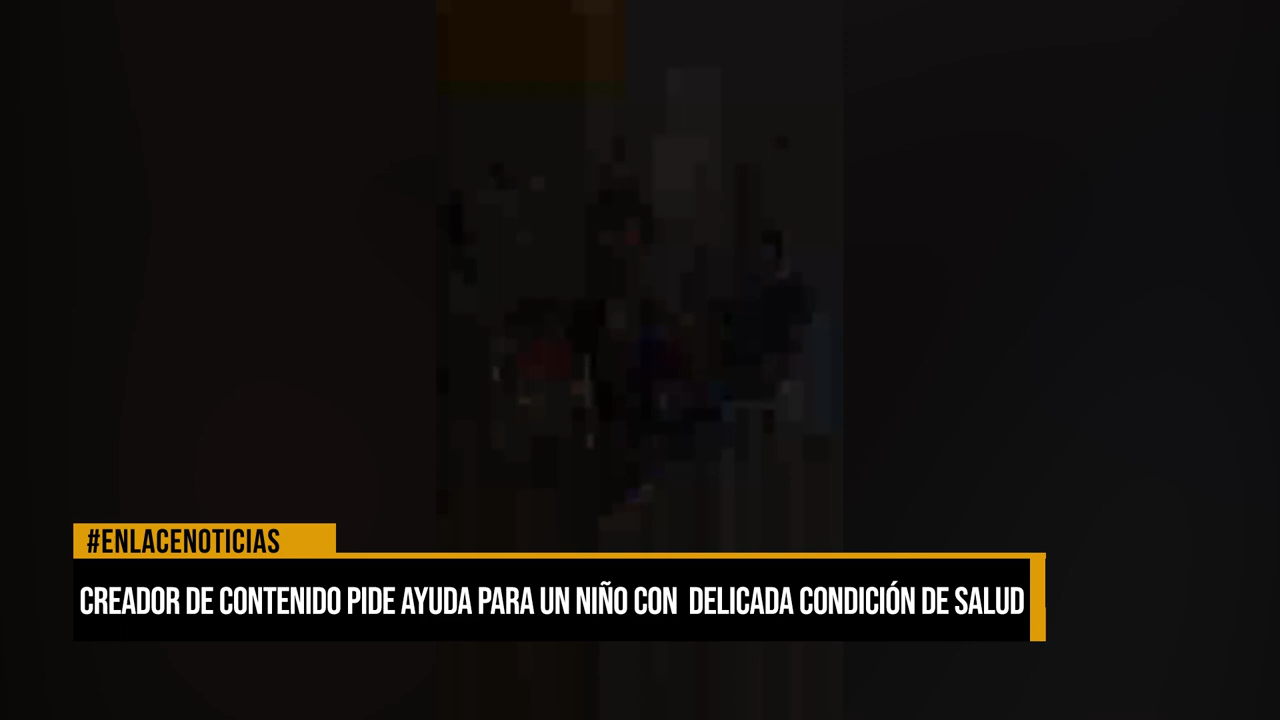 #ENLACENOTICIAS
CREADOR DE CONTENIDO PIDE AYUDA PARA UN NIÑO CON DELICADA CONDICIÓN DE SALUD